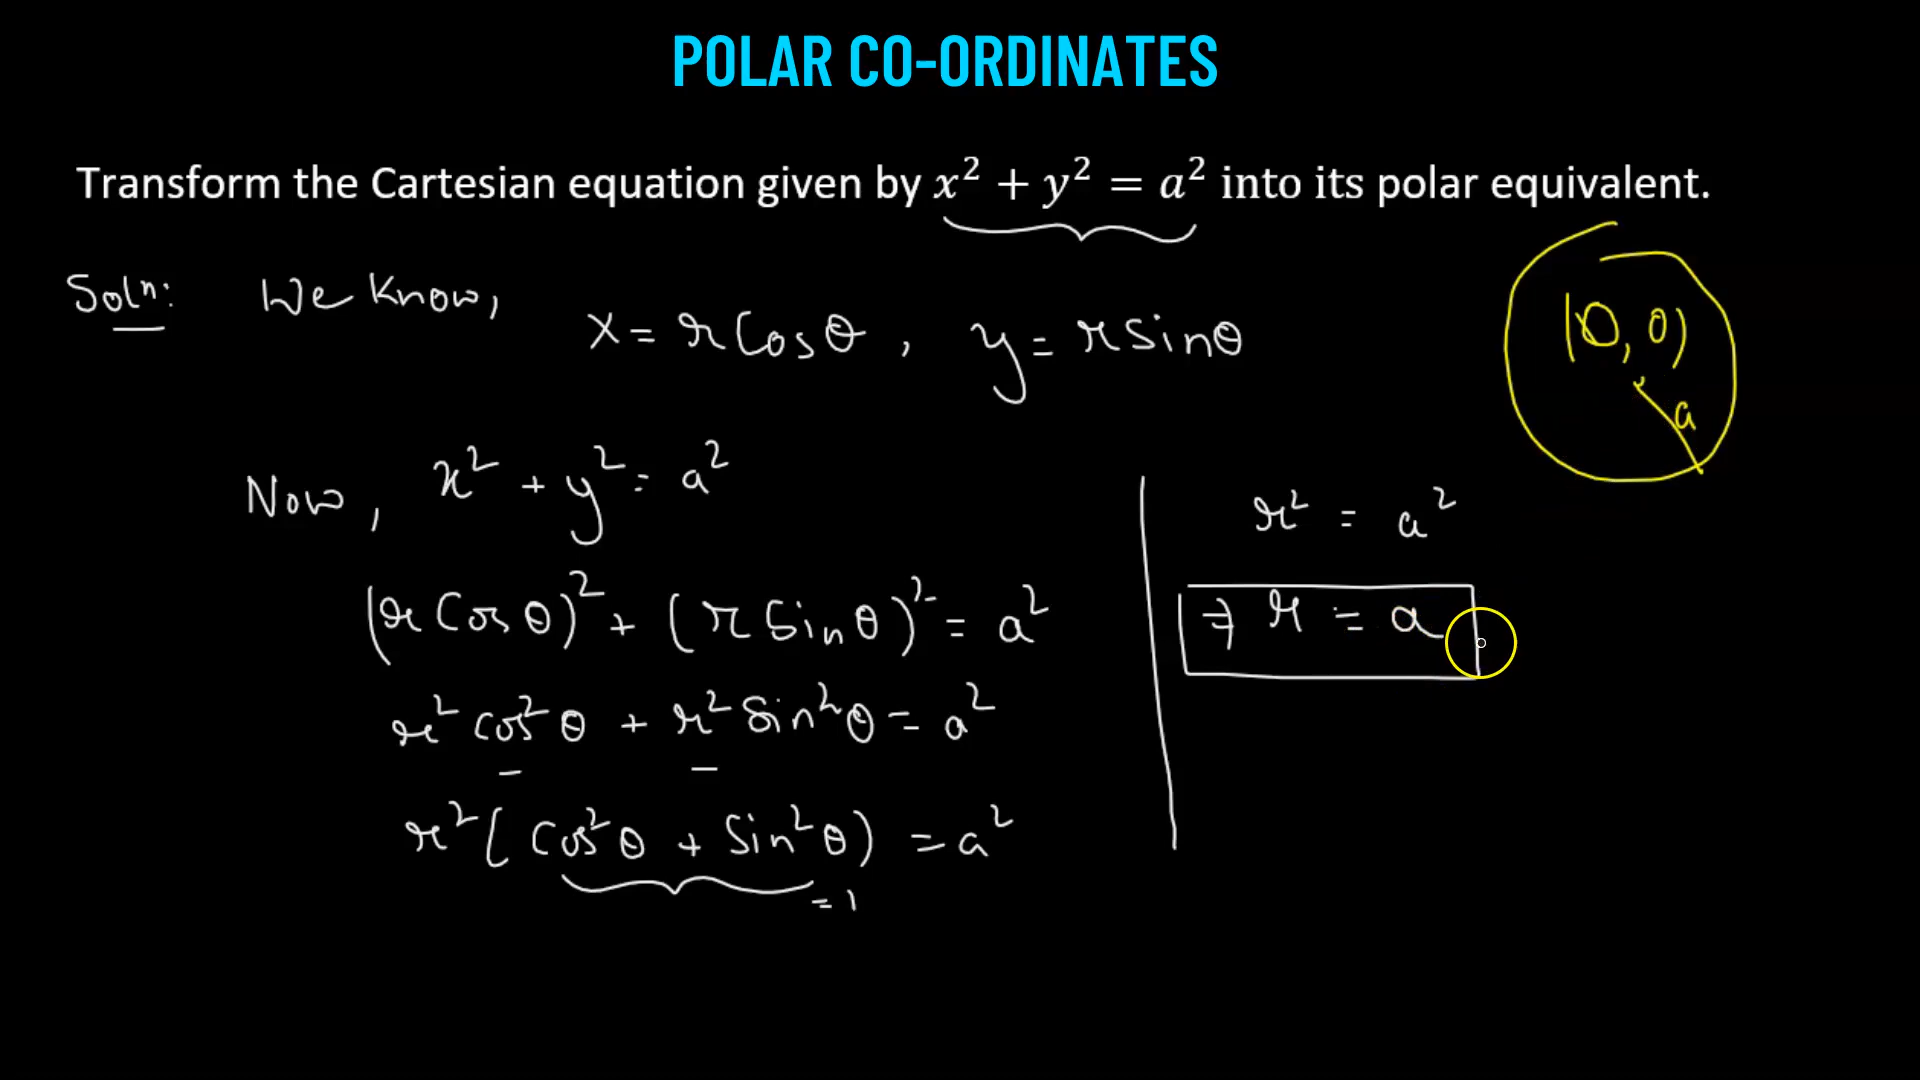 POLAR CO-ORDINATES
Transform the Cartesian equation given by x² + y² = a² into its polar equivalent.
Solⁿ: We Know,
x = r Cos θ , y = r Sin θ
(0, 0)
a
Now, x² + y² = a²
(r Cos θ)² + (r Sin θ)² = a²
r² cos² θ + r² Sin² θ = a²
r² ( Cos² θ + Sin² θ ) = a²
= 1
r² = a²
⇒ r = a